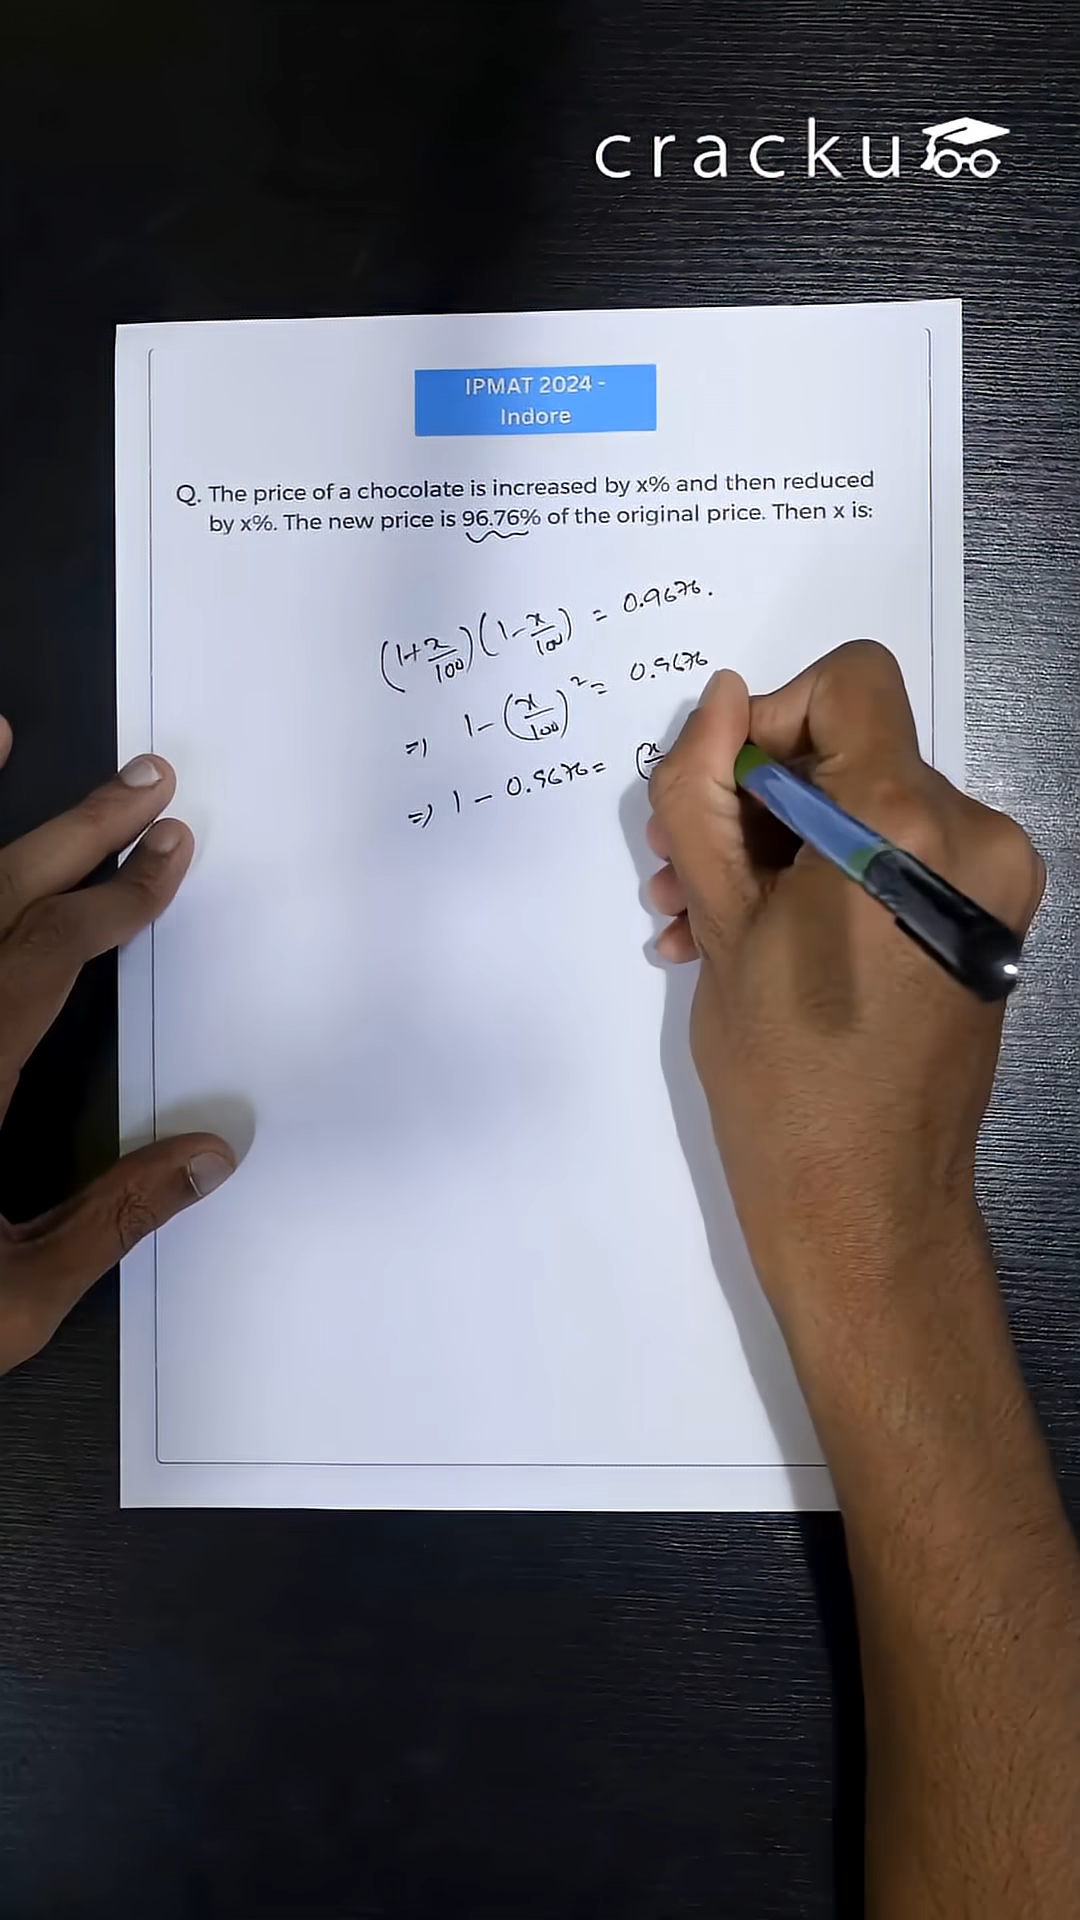 cracku
IPMAT 2024 -
Indore
Q. The price of a chocolate is increased by x% and then reduced
by x%. The new price is 96.76% of the original price. Then x is:
(1+x/100)(1-x/100) = 0.9676.
⇒ 1-(x/100)² = 0.9676
⇒ 1 - 0.9676 = (x